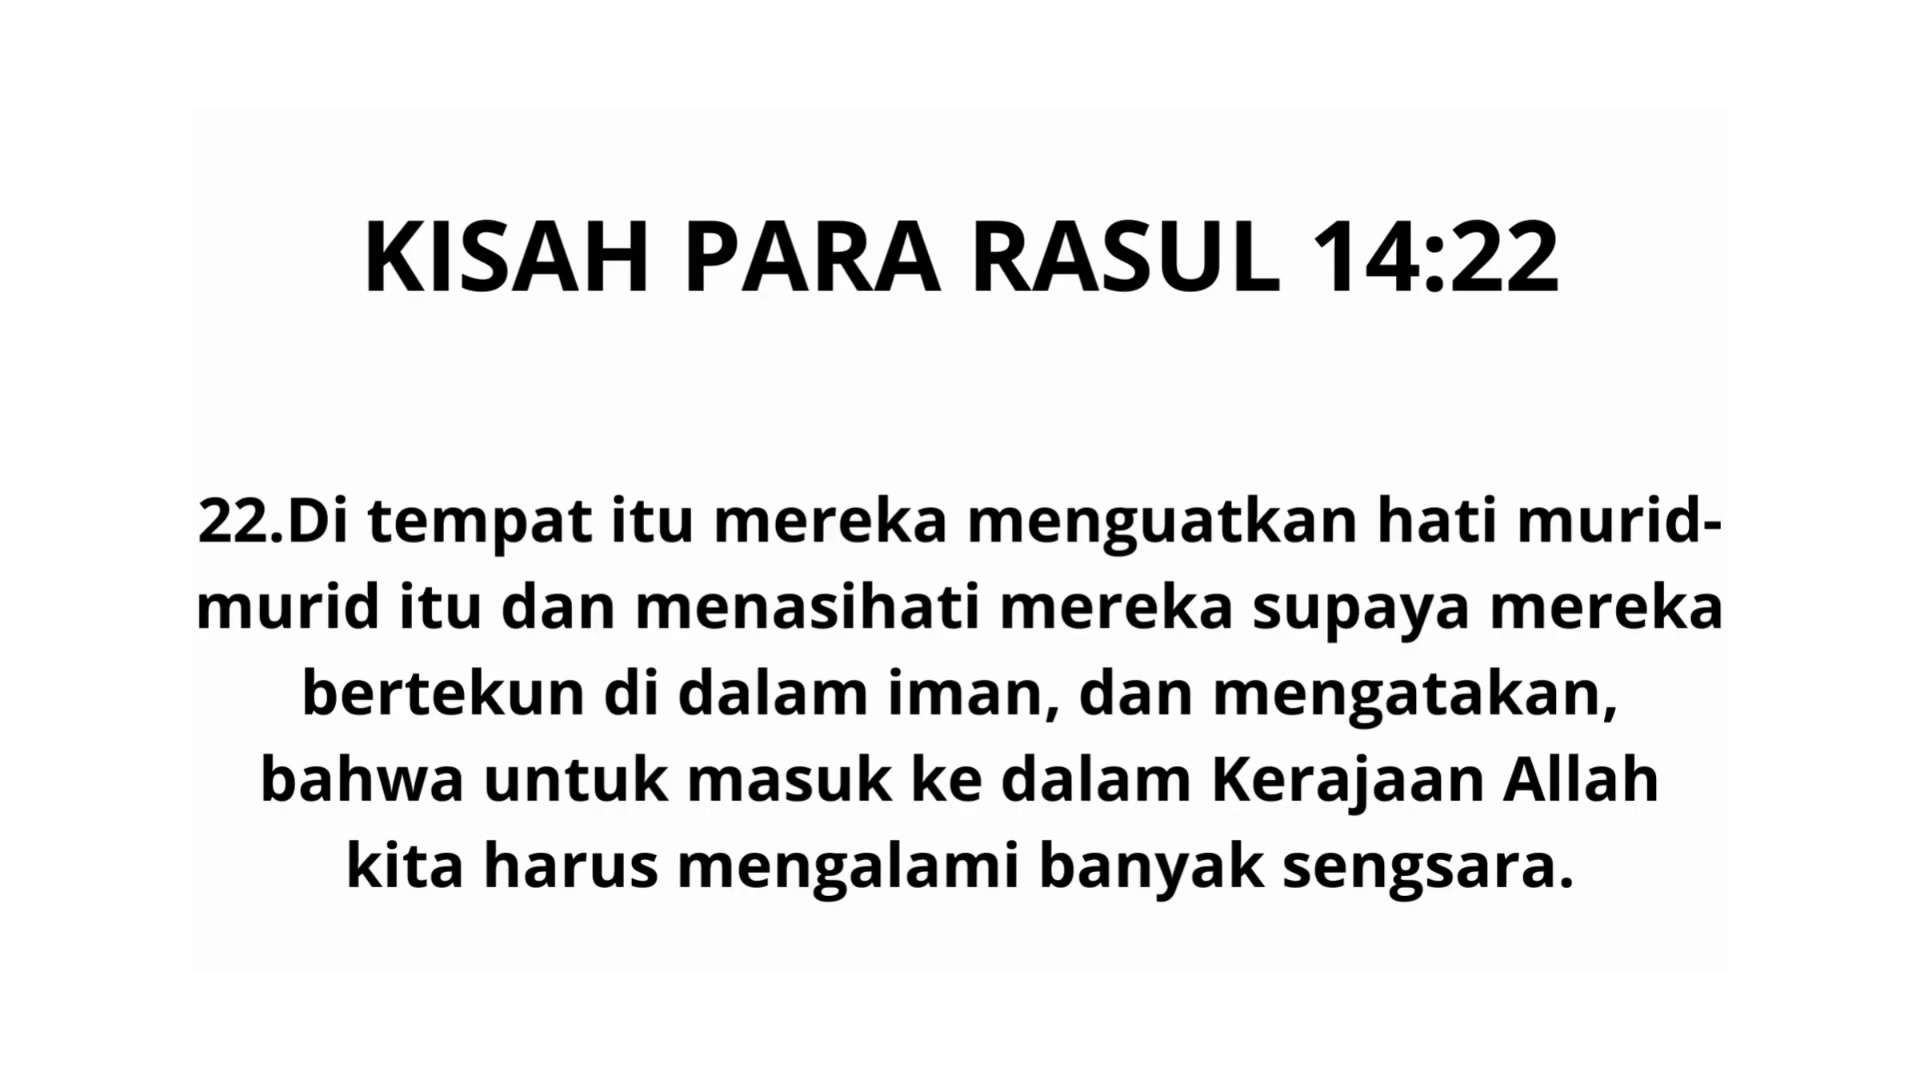 KISAH PARA RASUL 14:22
22.Di tempat itu mereka menguatkan hati murid-
murid itu dan menasihati mereka supaya mereka
bertekun di dalam iman, dan mengatakan,
bahwa untuk masuk ke dalam Kerajaan Allah
kita harus mengalami banyak sengsara.